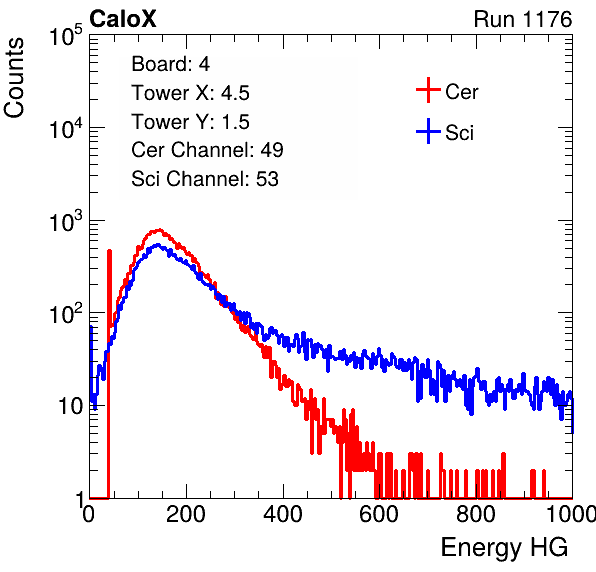 CaloX Run 1176
Counts
10^5
10^4
10^3
10^2
10
1
Board: 4
Tower X: 4.5
Tower Y: 1.5
Cer Channel: 49
Sci Channel: 53
Cer
Sci
0 200 400 600 800 1000
Energy HG